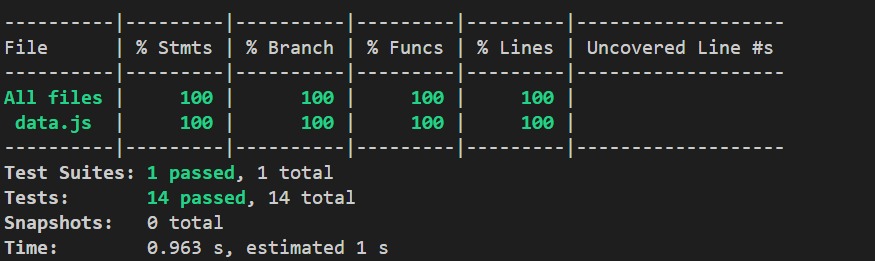 ----------|---------|----------|---------|---------|-------------------
File      | % Stmts | % Branch | % Funcs | % Lines | Uncovered Line #s
----------|---------|----------|---------|---------|-------------------
All files |     100 |      100 |     100 |     100 |
 data.js  |     100 |      100 |     100 |     100 |
----------|---------|----------|---------|---------|-------------------
Test Suites: 1 passed, 1 total
Tests:       14 passed, 14 total
Snapshots:   0 total
Time:        0.963 s, estimated 1 s